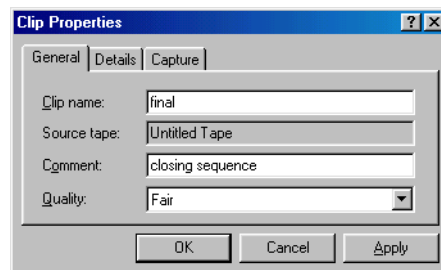 Clip Properties
General Details Capture
Clip name: final
Source tape: Untitled Tape
Comment: closing sequence
Quality: Fair
OK Cancel Apply